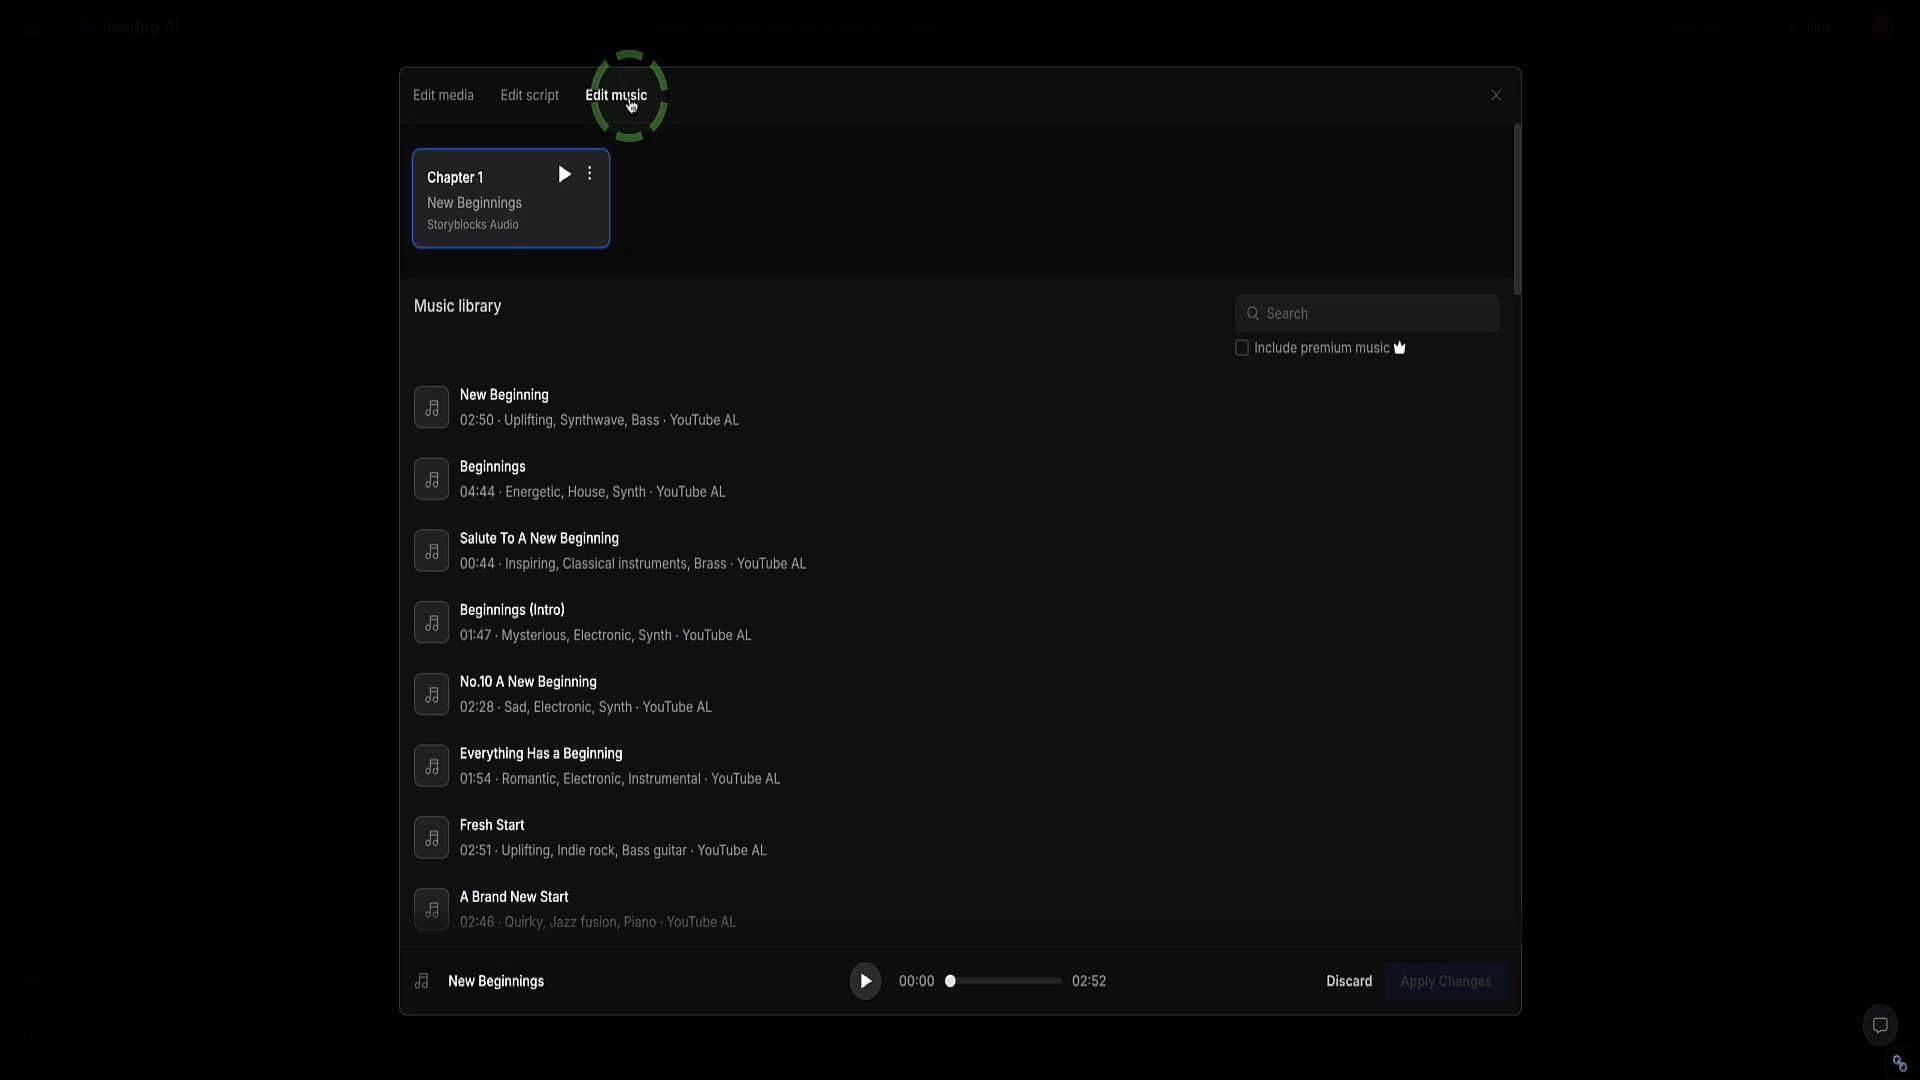 invideo AI
Plus
Edit media
Edit script
Edit music
Chapter 1
New Beginnings
Storyblocks Audio
Music library
Search
Include premium music
New Beginning
02:50 · Uplifting, Synthwave, Bass · YouTube AL
Beginnings
04:44 · Energetic, House, Synth · YouTube AL
Salute To A New Beginning
00:44 · Inspiring, Classical instruments, Brass · YouTube AL
Beginnings (Intro)
01:47 · Mysterious, Electronic, Synth · YouTube AL
No.10 A New Beginning
02:28 · Sad, Electronic, Synth · YouTube AL
Everything Has a Beginning
01:54 · Romantic, Electronic, Instrumental · YouTube AL
Fresh Start
02:51 · Uplifting, Indie rock, Bass guitar · YouTube AL
A Brand New Start
02:46 · Quirky, Jazz fusion, Piano · YouTube AL
New Beginnings
00:00
02:52
Discard
Apply Changes